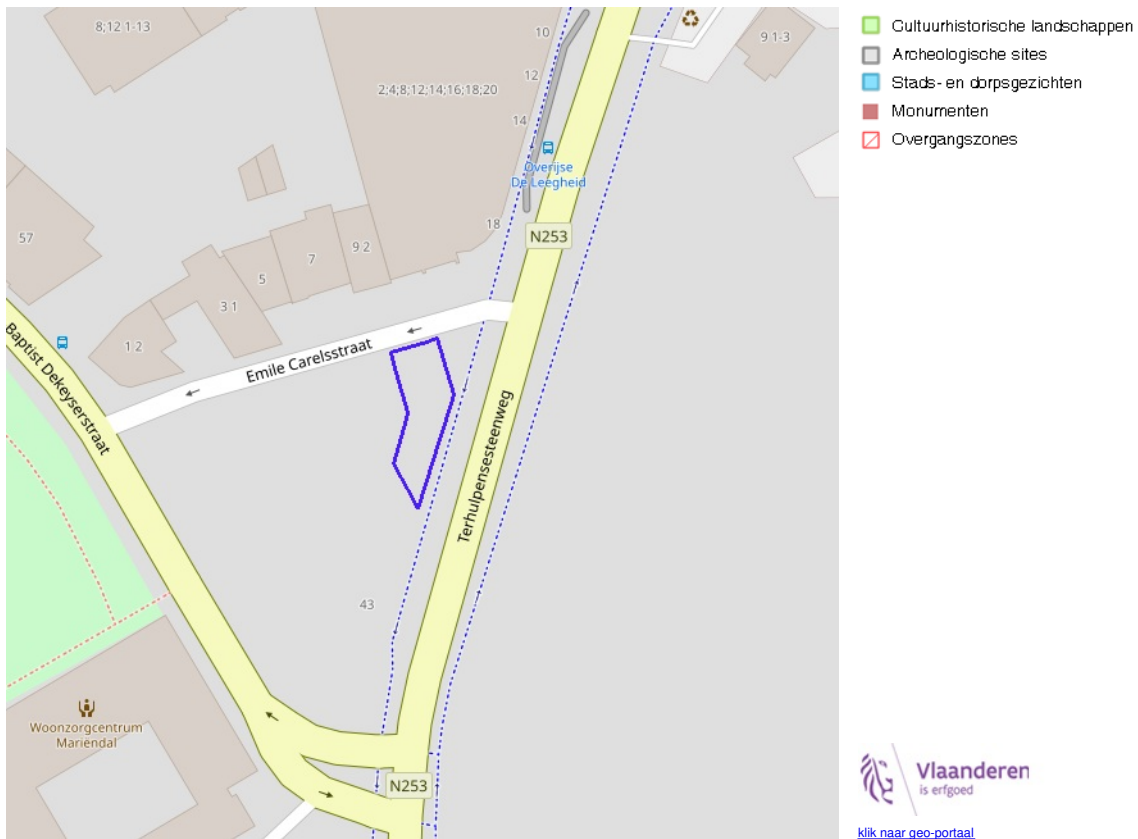 8;12 1-13
10
9 1-3
12
2;4;8;12;14;16;18;20
14
Overijse
De Leegheid
18
57
N253
9 2
7
5
3 1
1 2
Emile Carelsstraat
Baptist Dekeyserstraat
Terhulpensesteenweg
43
Woonzorgcentrum
Mariëndal
N253
Cultuurhistorische landschappen
Archeologische sites
Stads- en dorpsgezichten
Monumenten
Overgangszones
Vlaanderen
is erfgoed
klik naar geo-portaal